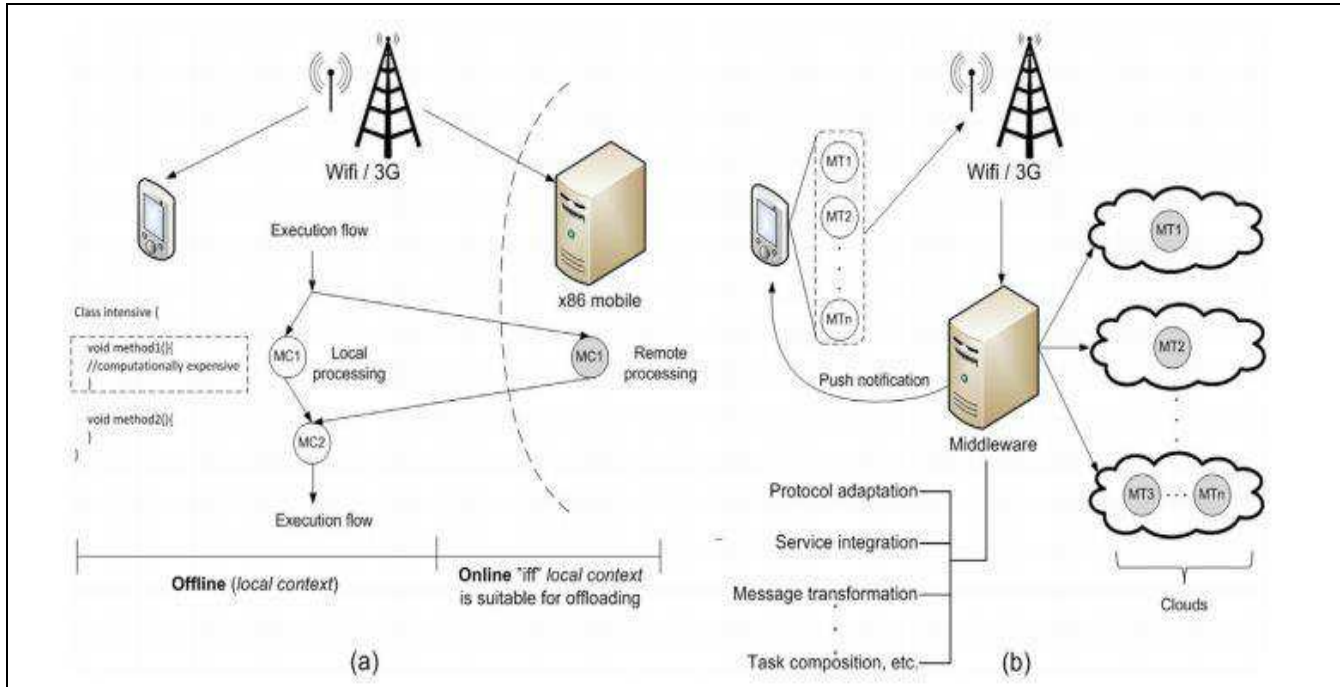 Wifi / 3G
Execution flow
x86 mobile
Class intensive {
void method1(){
//computationally expensive
}
void method2(){
}
}
MC1
Local
processing
MC1
Remote
processing
MC2
Execution flow
Offline (local context)
Online "iff" local context
is suitable for offloading
(a)
MT1
MT2
MTn
Wifi / 3G
MT1
MT2
MT3 ··· MTn
Push notification
Middleware
Protocol adaptation
Service integration
Message transformation
Task composition, etc.
Clouds
(b)